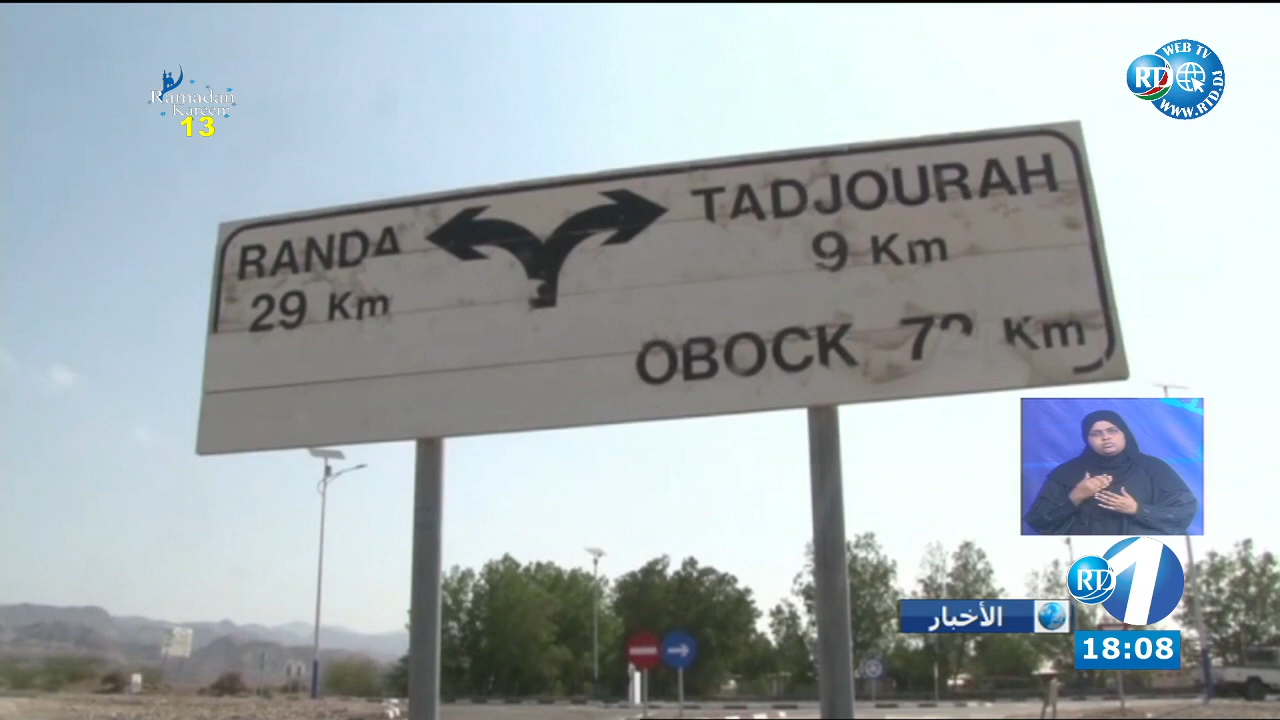 Ramadan
Kareem
13
WEB TV
RTD
WWW.RTD.DJ
RANDA
29 Km
TADJOURAH
9 Km
OBOCK Km
الأخبار
RTD
1
18:08